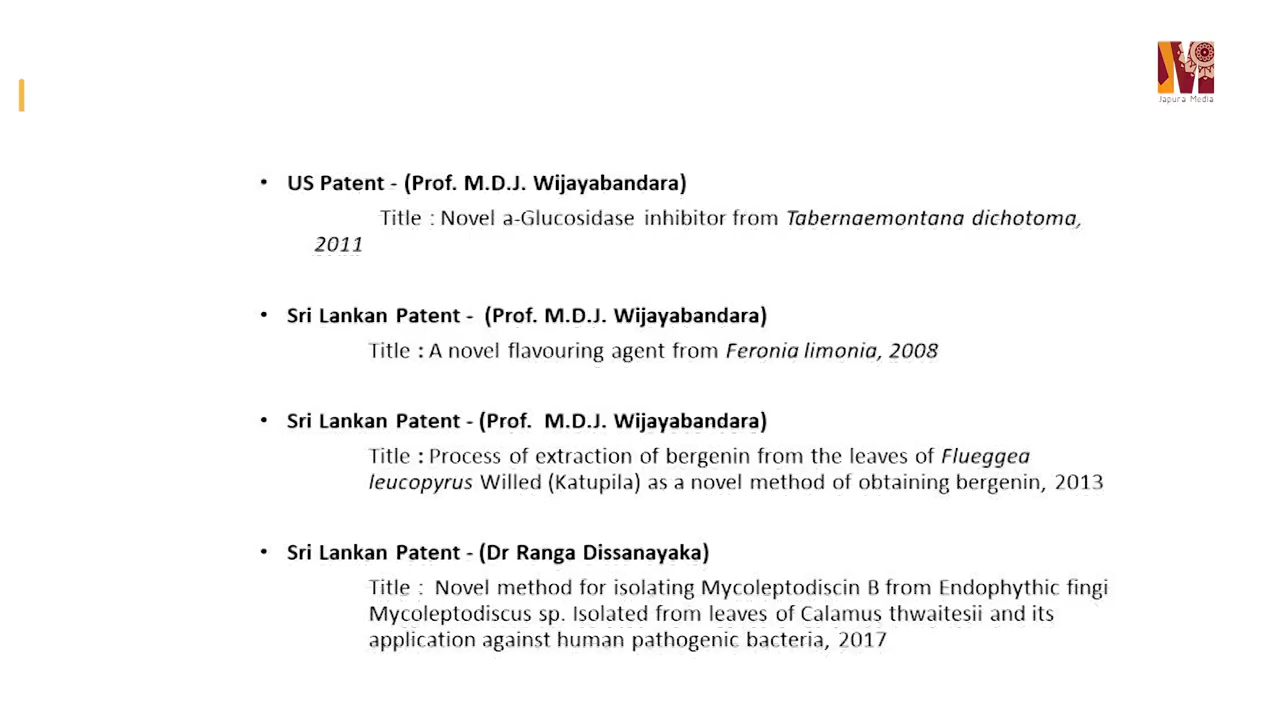 Japura Media
• US Patent - (Prof. M.D.J. Wijayabandara)
Title : Novel a-Glucosidase inhibitor from Tabernaemontana dichotoma,
2011
• Sri Lankan Patent - (Prof. M.D.J. Wijayabandara)
Title : A novel flavouring agent from Feronia limonia, 2008
• Sri Lankan Patent - (Prof. M.D.J. Wijayabandara)
Title : Process of extraction of bergenin from the leaves of Flueggea
leucopyrus Willed (Katupila) as a novel method of obtaining bergenin, 2013
• Sri Lankan Patent - (Dr Ranga Dissanayaka)
Title : Novel method for isolating Mycoleptodiscin B from Endophythic fingi
Mycoleptodiscus sp. Isolated from leaves of Calamus thwaitesii and its
application against human pathogenic bacteria, 2017